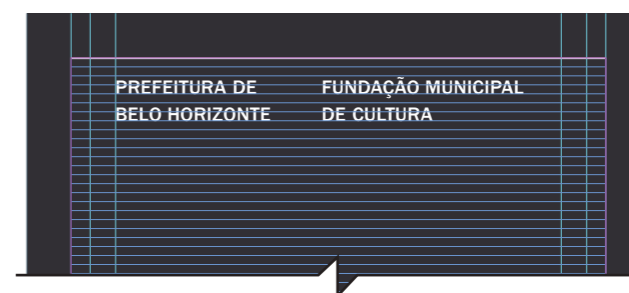 PREFEITURA DE
BELO HORIZONTE
FUNDAÇÃO MUNICIPAL
DE CULTURA